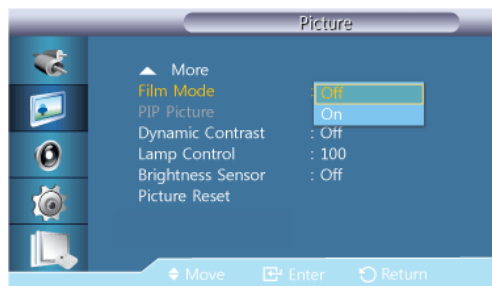 Picture
▲ More
Film Mode : Off
On
PIP Picture
Dynamic Contrast : Off
Lamp Control : 100
Brightness Sensor : Off
Picture Reset
Move Enter Return